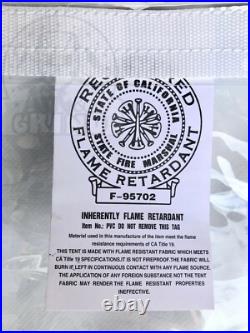 REGISTERED
STATE OF CALIFORNIA
STATE FIRE MARSHAL
FLAME RETARDANT
F-95702
INHERENTLY FLAME RETARDANT
Item No.: PVC DO NOT REMOVE THIS TAG
Material used in this manufacture of the item meet the flame
resistance requirements of CA Title 19.
THIS TENT IS MADE WITH FLAME RETARDANT FABRIC WHICH MEETS
CA Title 19 SPECIFICATIONS.IT IS NOT FIREPROOF.THE FABRIC WILL
BURN IF LEFT IN CONTINUOUS CONTACT WITH ANY FLAME SOURCE.
THE APPLICATION OF ANY FOREIGN SUBSTANCE NOT THE TENT
FABRIC MAY RENDER THE FLAME RESISTANT PROPERTIES
INEFFECTIVE.